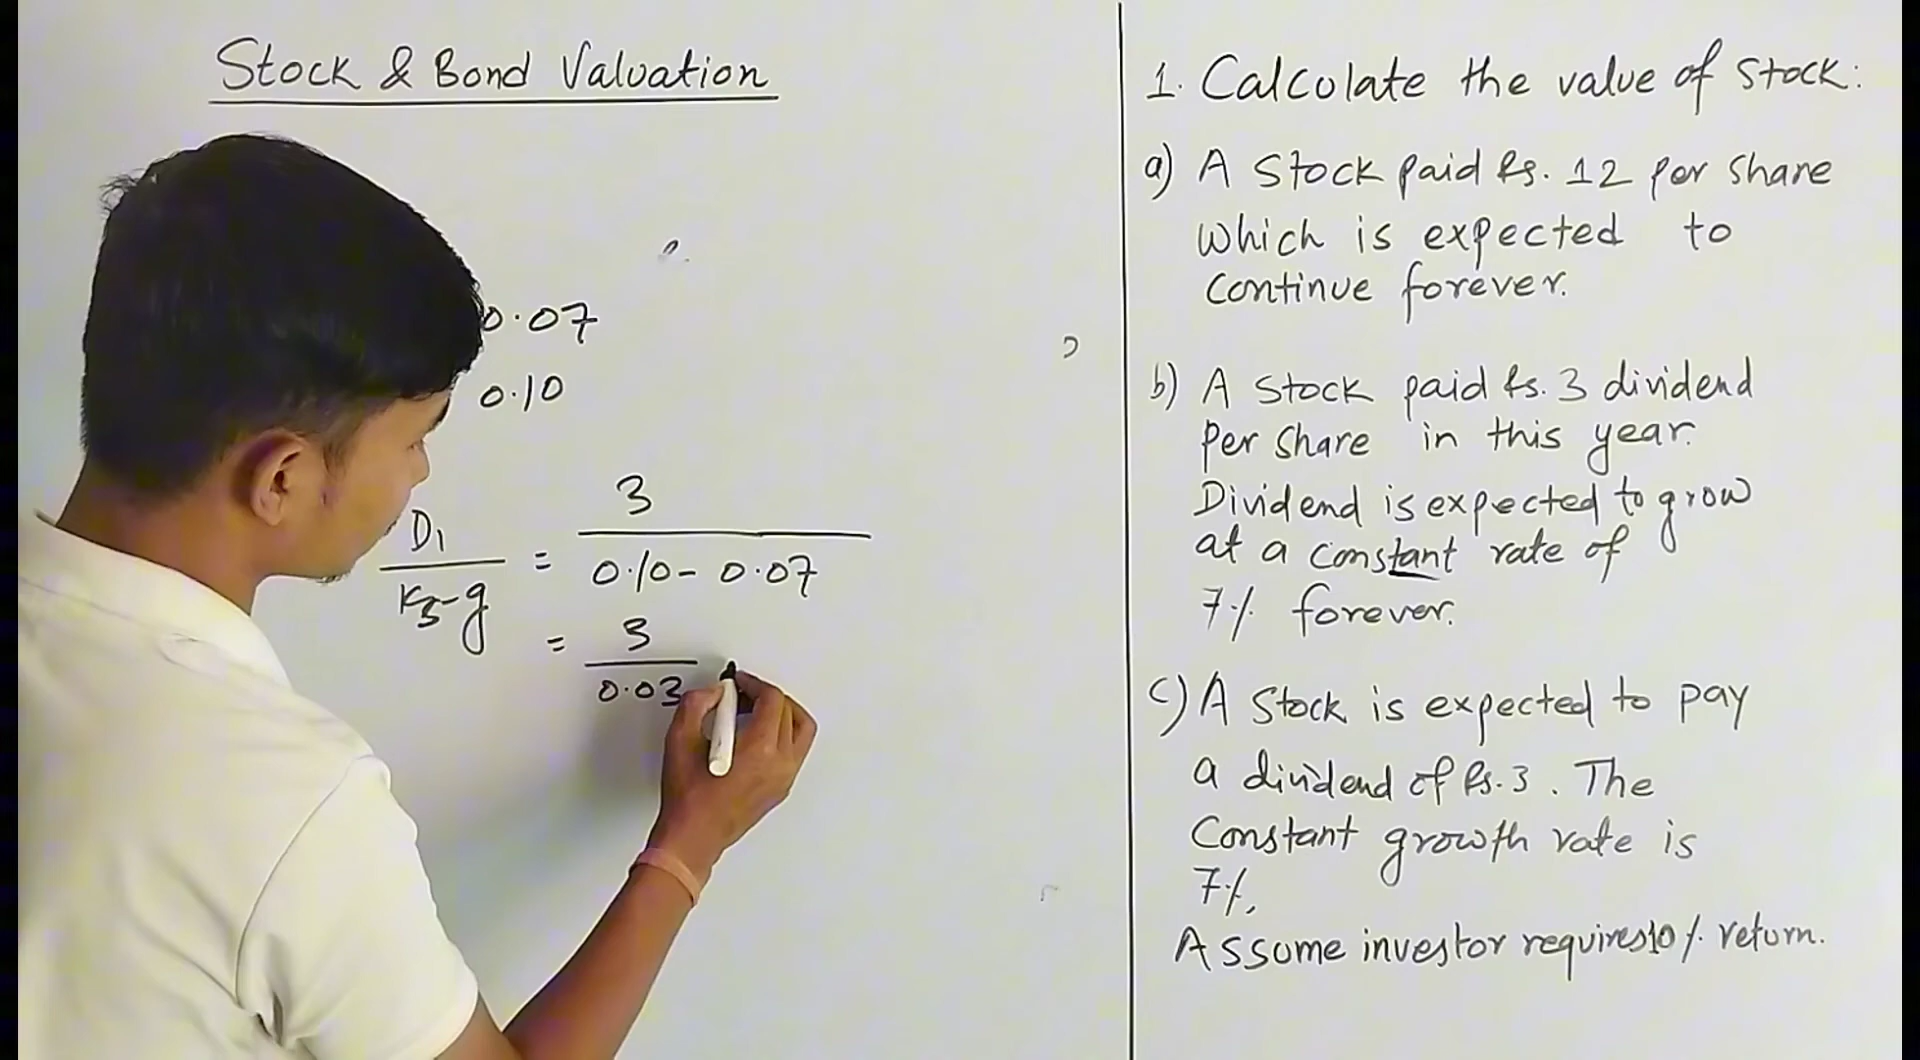 Stock & Bond Valuation
0.07
0.10
D1 / Ks-g = 3 / 0.10 - 0.07
= 3 / 0.03
1. Calculate the value of Stock:
a) A Stock paid Rs. 12 per share
which is expected to
continue forever.
b) A Stock paid Rs. 3 dividend
per share in this year.
Dividend is expected to grow
at a constant rate of
7% forever.
c) A Stock is expected to pay
a dividend of Rs. 3. The
Constant growth rate is
7%.
Assume investor requires 10% return.